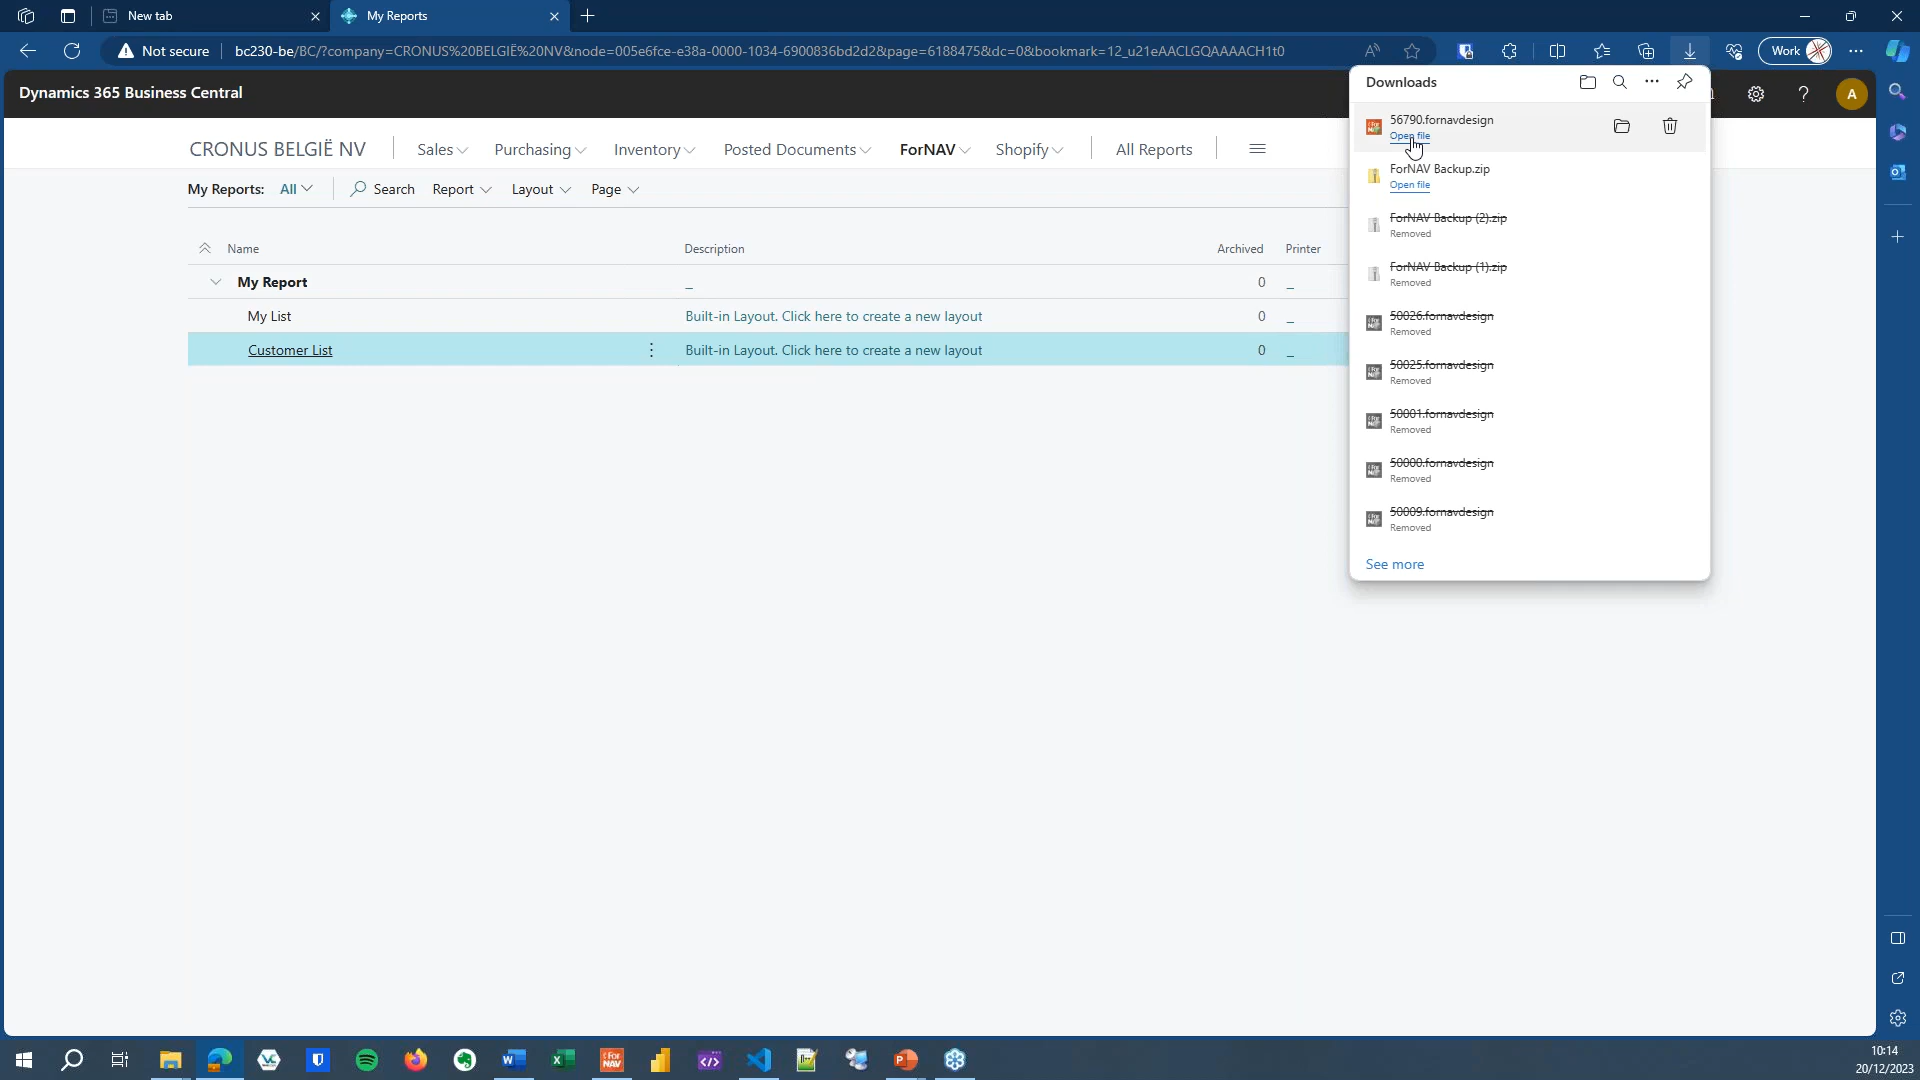 New tab
My Reports
Not secure
bc230-be/BC/?company=CRONUS%20BELGIË%20NV&node=005e6fce-e38a-0000-1034-6900836bd2d2&page=6188475&dc=0&bookmark=12_u21eAACLGQAAAACH1t0
Work
Dynamics 365 Business Central
A
CRONUS BELGIË NV
Sales
Purchasing
Inventory
Posted Documents
ForNAV
Shopify
All Reports
My Reports:
All
Search
Report
Layout
Page
Name
Description
Archived
Printer
My Report
_
0
_
My List
Built-in Layout. Click here to create a new layout
0
_
Customer List
Built-in Layout. Click here to create a new layout
0
_
Downloads
56790.fornavdesign
Open file
ForNAV Backup.zip
Open file
ForNAV Backup (2).zip
Removed
ForNAV Backup (1).zip
Removed
50026.fornavdesign
Removed
50025.fornavdesign
Removed
50001.fornavdesign
Removed
50000.fornavdesign
Removed
50009.fornavdesign
Removed
See more
10:14
20/12/2023